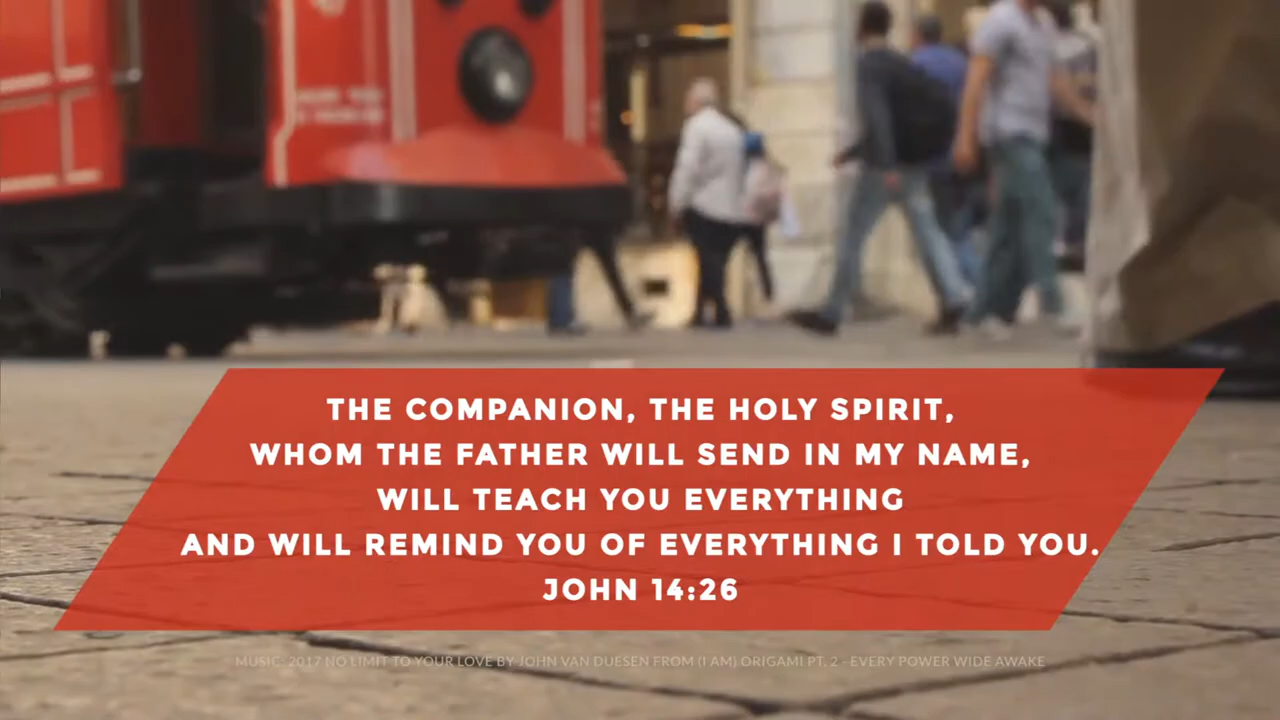 THE COMPANION, THE HOLY SPIRIT,
WHOM THE FATHER WILL SEND IN MY NAME,
WILL TEACH YOU EVERYTHING
AND WILL REMIND YOU OF EVERYTHING I TOLD YOU.
JOHN 14:26
MUSIC: 2017 NO LIMIT TO YOUR LOVE BY JOHN VAN DUESEN FROM (I AM) ORIGAMI PT. 2 - EVERY POWER WIDE AWAKE